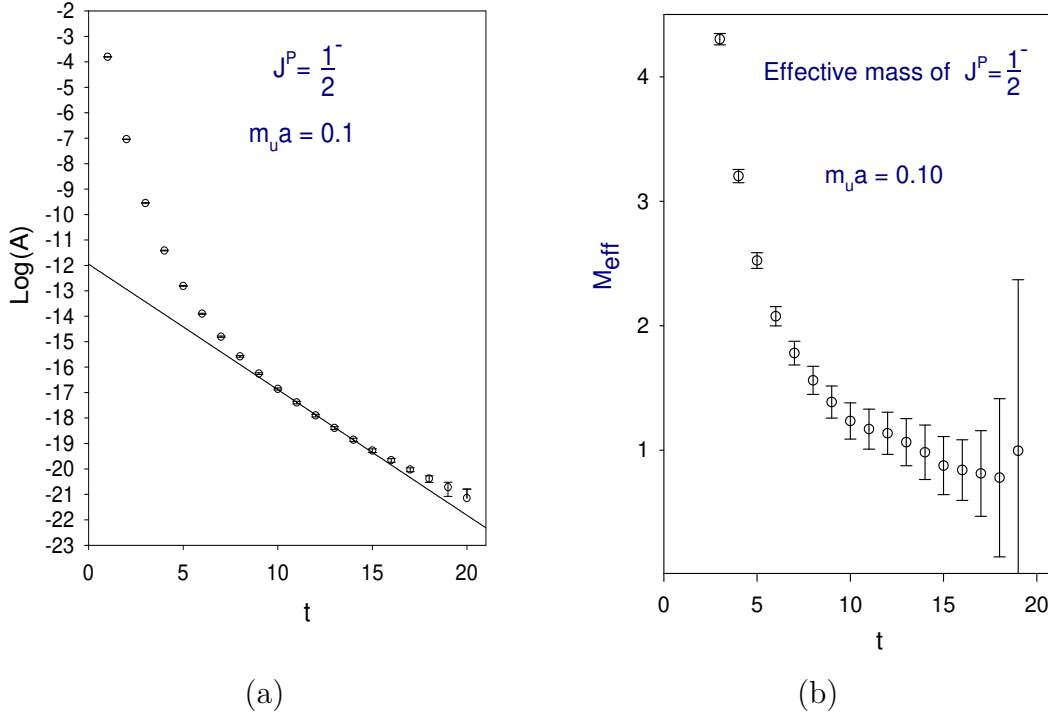 -2
-3
-4
-5
-6
-7
-8
-9
-10
-11
-12
-13
-14
-15
-16
-17
-18
-19
-20
-21
-22
-23
Log(A)
J^P = 1/2^-
m_u a = 0.1
0 5 10 15 20
t
(a)
4
3
2
1
M_eff
Effective mass of J^P = 1/2^-
m_u a = 0.10
0 5 10 15 20
t
(b)